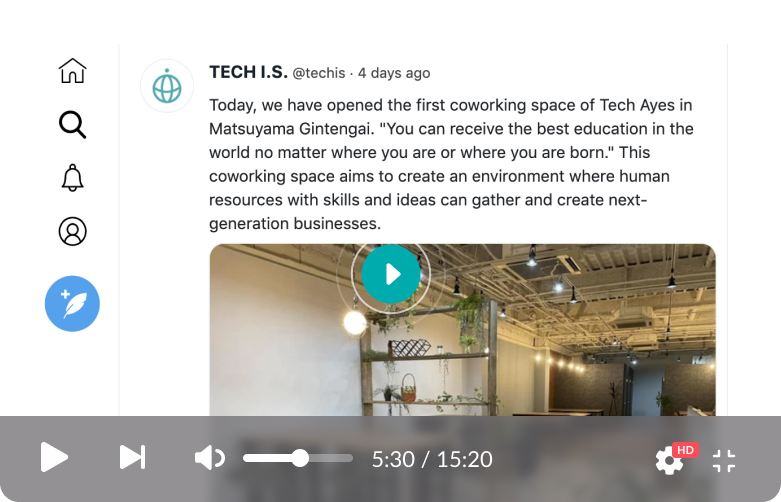 TECH I.S. @techis · 4 days ago
Today, we have opened the first coworking space of Tech Ayes in
Matsuyama Gintengai. "You can receive the best education in the
world no matter where you are or where you are born." This
coworking space aims to create an environment where human
resources with skills and ideas can gather and create next-
generation businesses.
5:30 / 15:20
HD